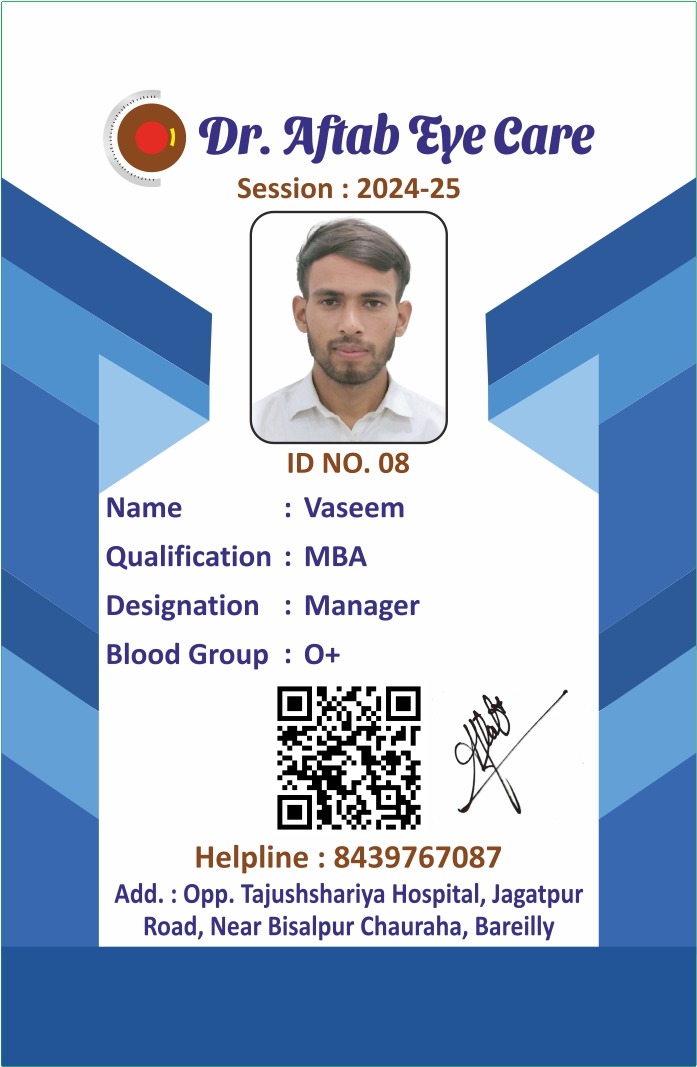 Dr. Aftab Eye Care
Session : 2024-25
ID NO. 08
Name : Vaseem
Qualification : MBA
Designation : Manager
Blood Group : O+
Helpline : 8439767087
Add. : Opp. Tajushshariya Hospital, Jagatpur
Road, Near Bisalpur Chauraha, Bareilly